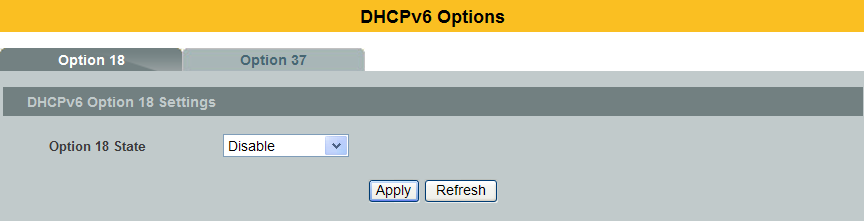 DHCPv6 Options
Option 18 Option 37
DHCPv6 Option 18 Settings
Option 18 State Disable
Apply Refresh